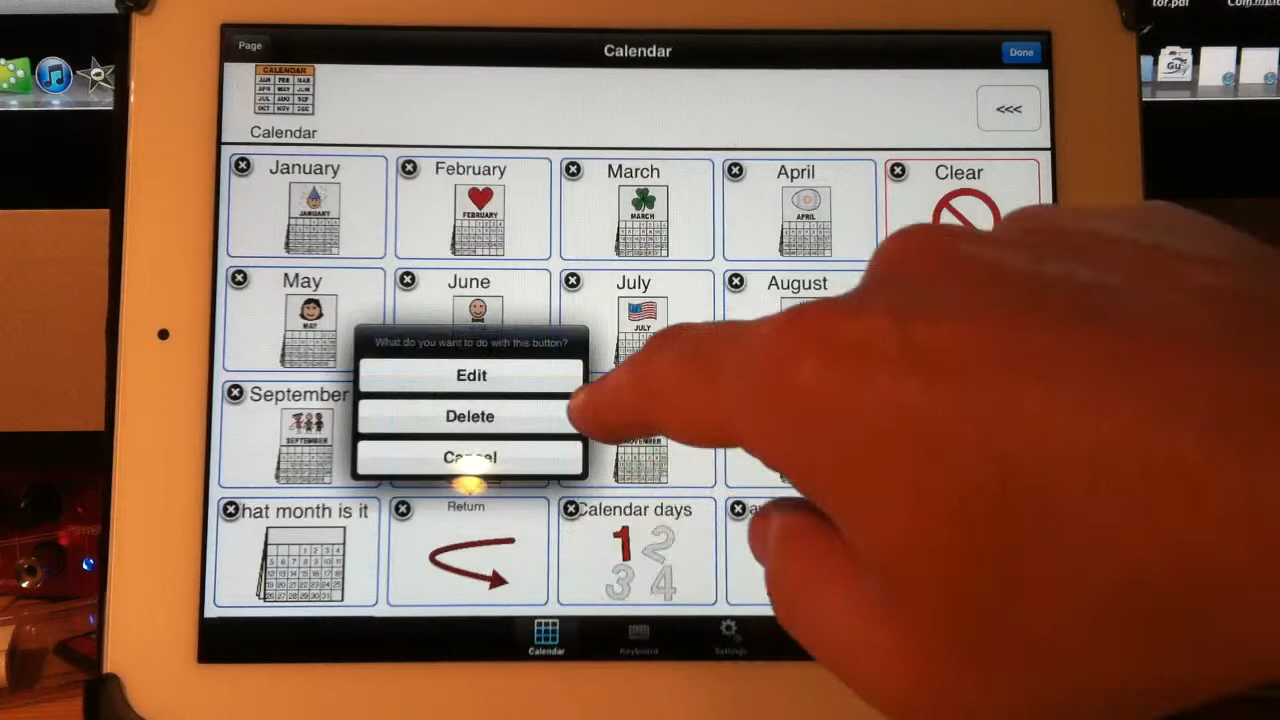 tor.pdf
Page
Calendar
Done
CALENDAR
JAN FEB MAR
APR MAY JUN
JUL AUG SEP
OCT NOV DEC
Calendar
<<<
January
February
March
April
Clear
JANUARY
FEBRUARY
MARCH
APRIL
May
June
July
August
MAY
JULY
What do you want to do with this button?
Edit
Delete
Cancel
September
SEPTEMBER
NOVEMBER
hat month is it
Return
Calendar days
1 2
3 4
Calendar
Keyboard
Settings